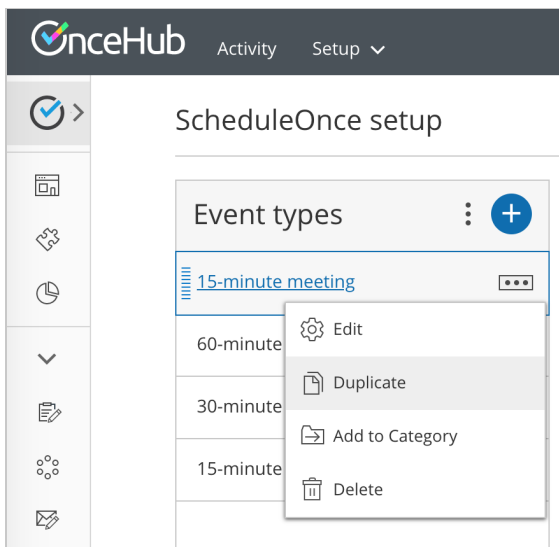 OnceHub Activity Setup
ScheduleOnce setup
Event types
15-minute meeting
Edit
60-minute
Duplicate
30-minute
Add to Category
15-minute
Delete